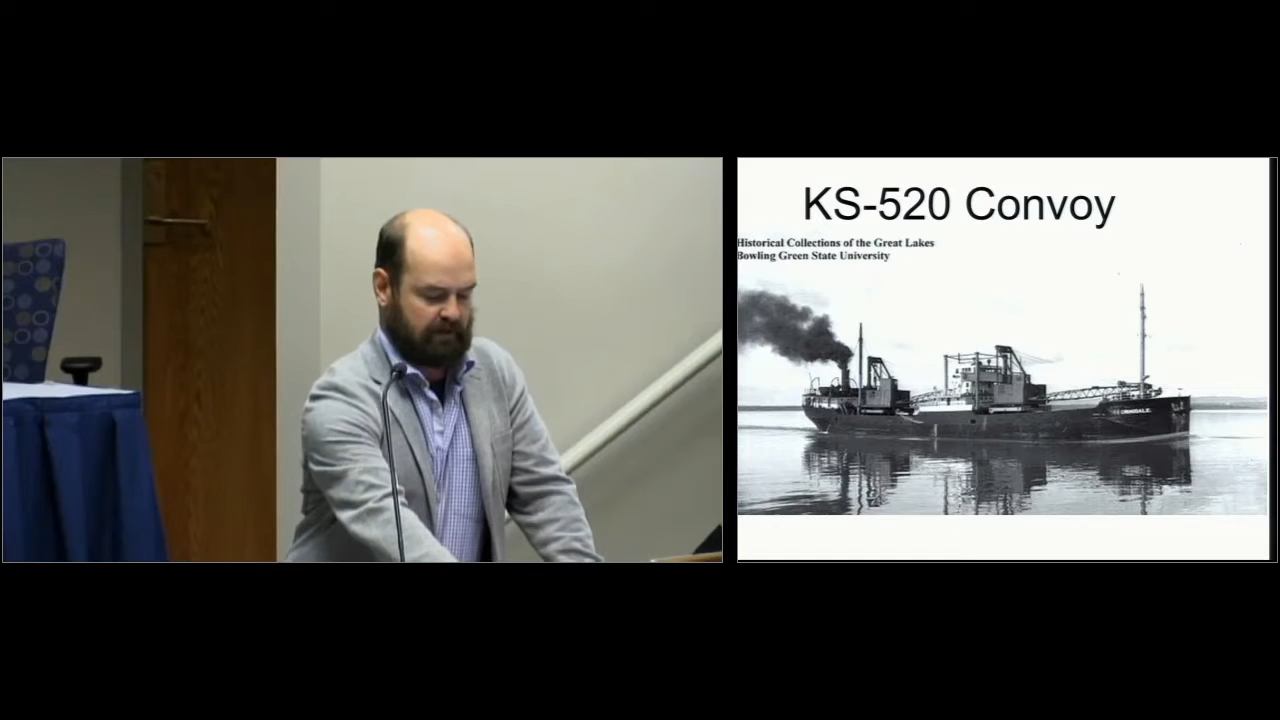 KS-520 Convoy
Historical Collections of the Great Lakes
Bowling Green State University